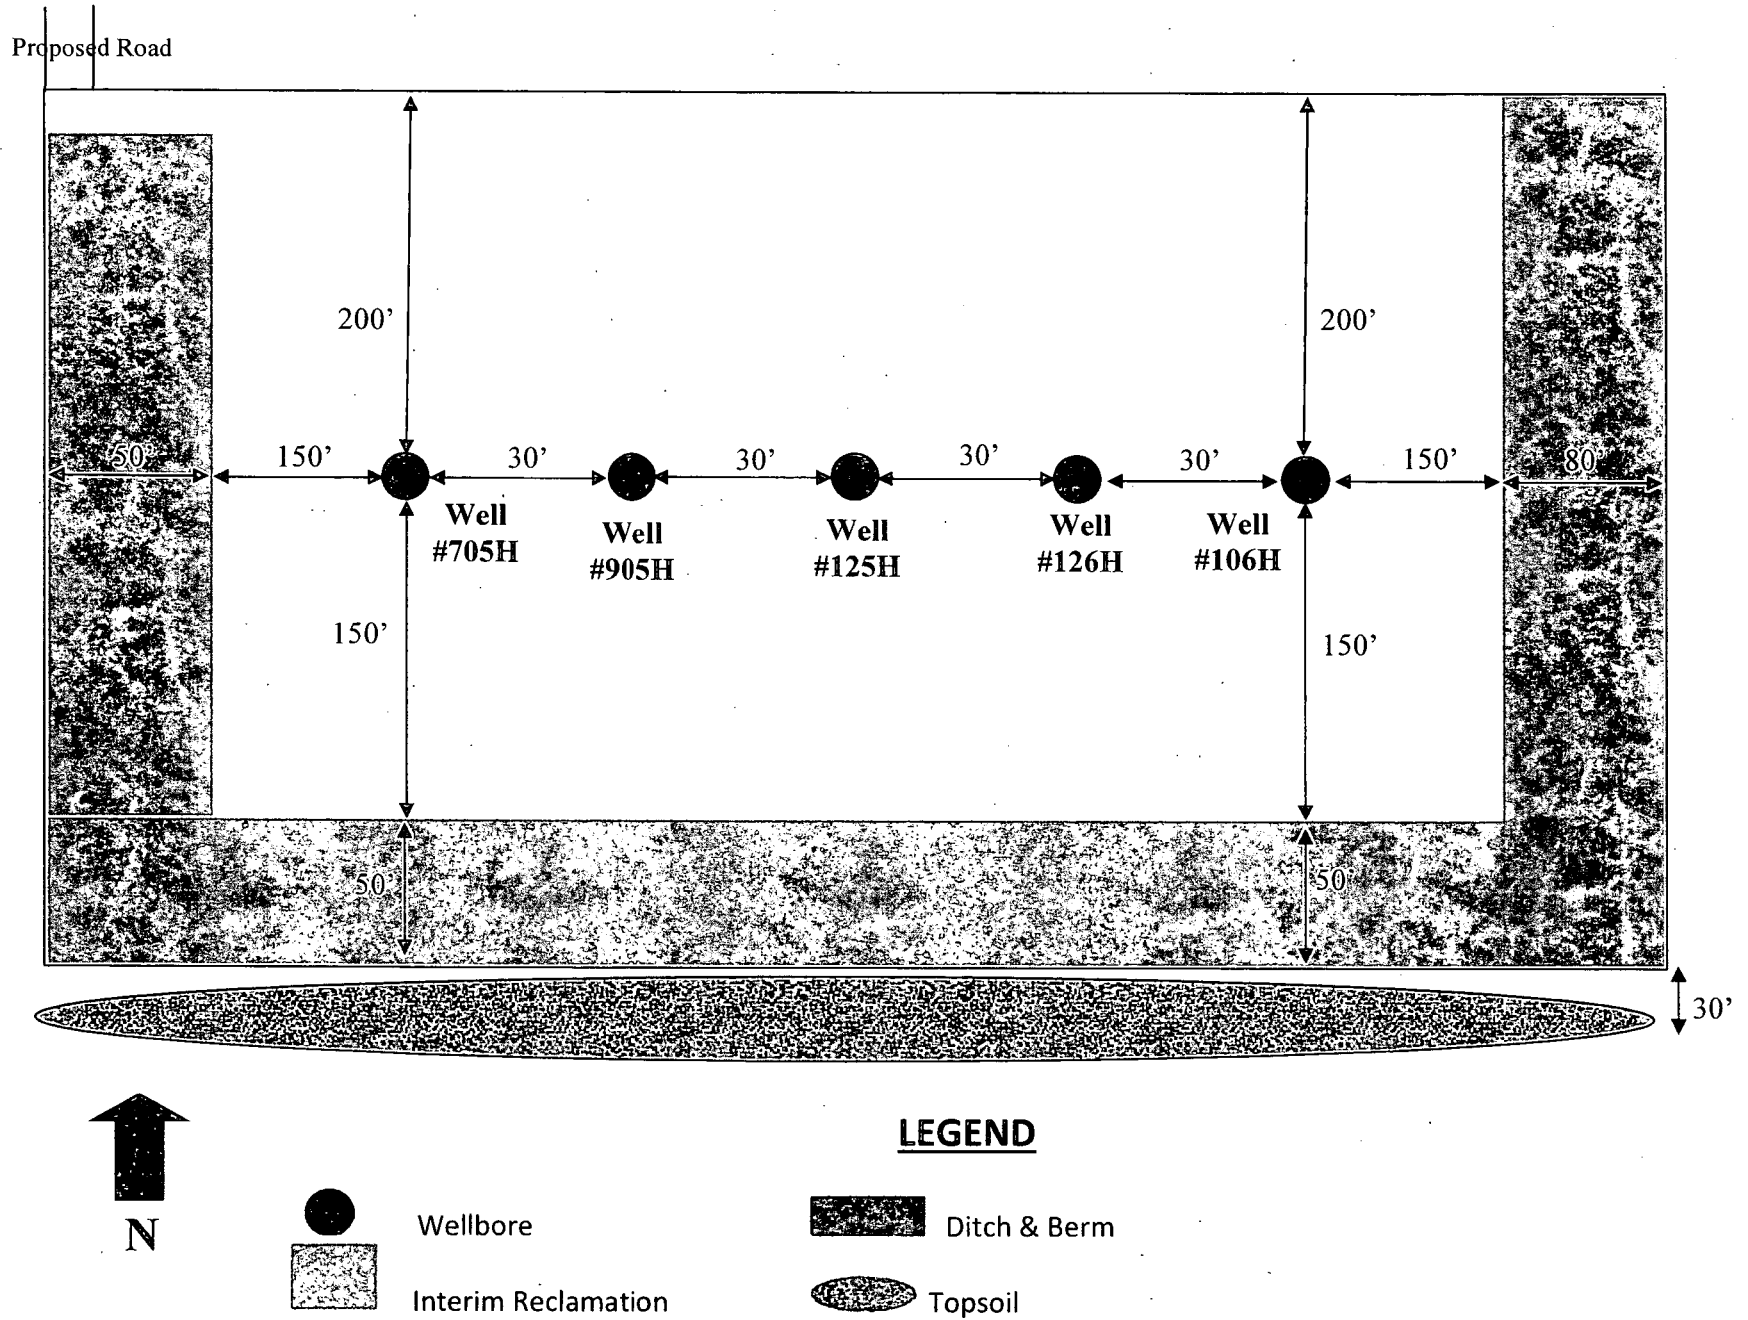 Proposed Road
200’
200’
50’
150’
30’
30’
30’
30’
150’
80
Well
#705H
Well
#905H
Well
#125H
Well
#126H
Well
#106H
150’
150’
50
50’
30’
LEGEND
N
Wellbore
Ditch & Berm
Interim Reclamation
Topsoil